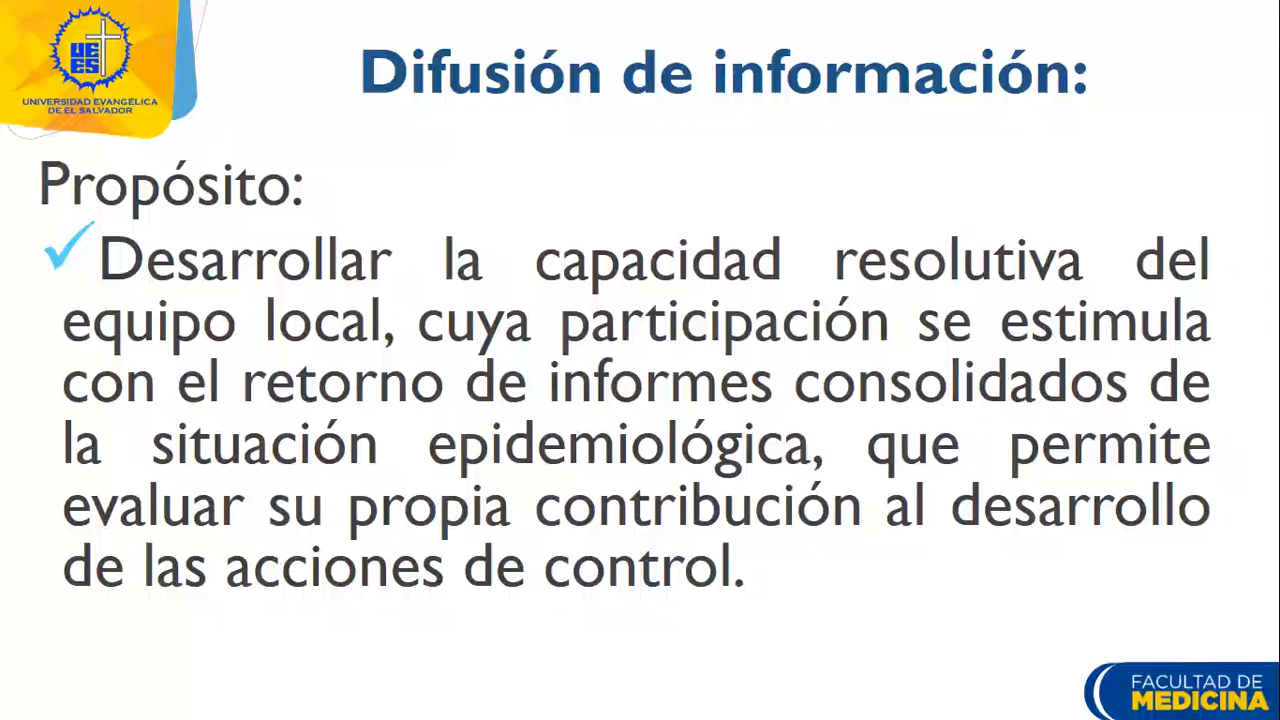 UE
ES
UNIVERSIDAD EVANGÉLICA
DE EL SALVADOR
Difusión de información:
Propósito:
Desarrollar la capacidad resolutiva del
equipo local, cuya participación se estimula
con el retorno de informes consolidados de
la situación epidemiológica, que permite
evaluar su propia contribución al desarrollo
de las acciones de control.
FACULTAD DE
MEDICINA